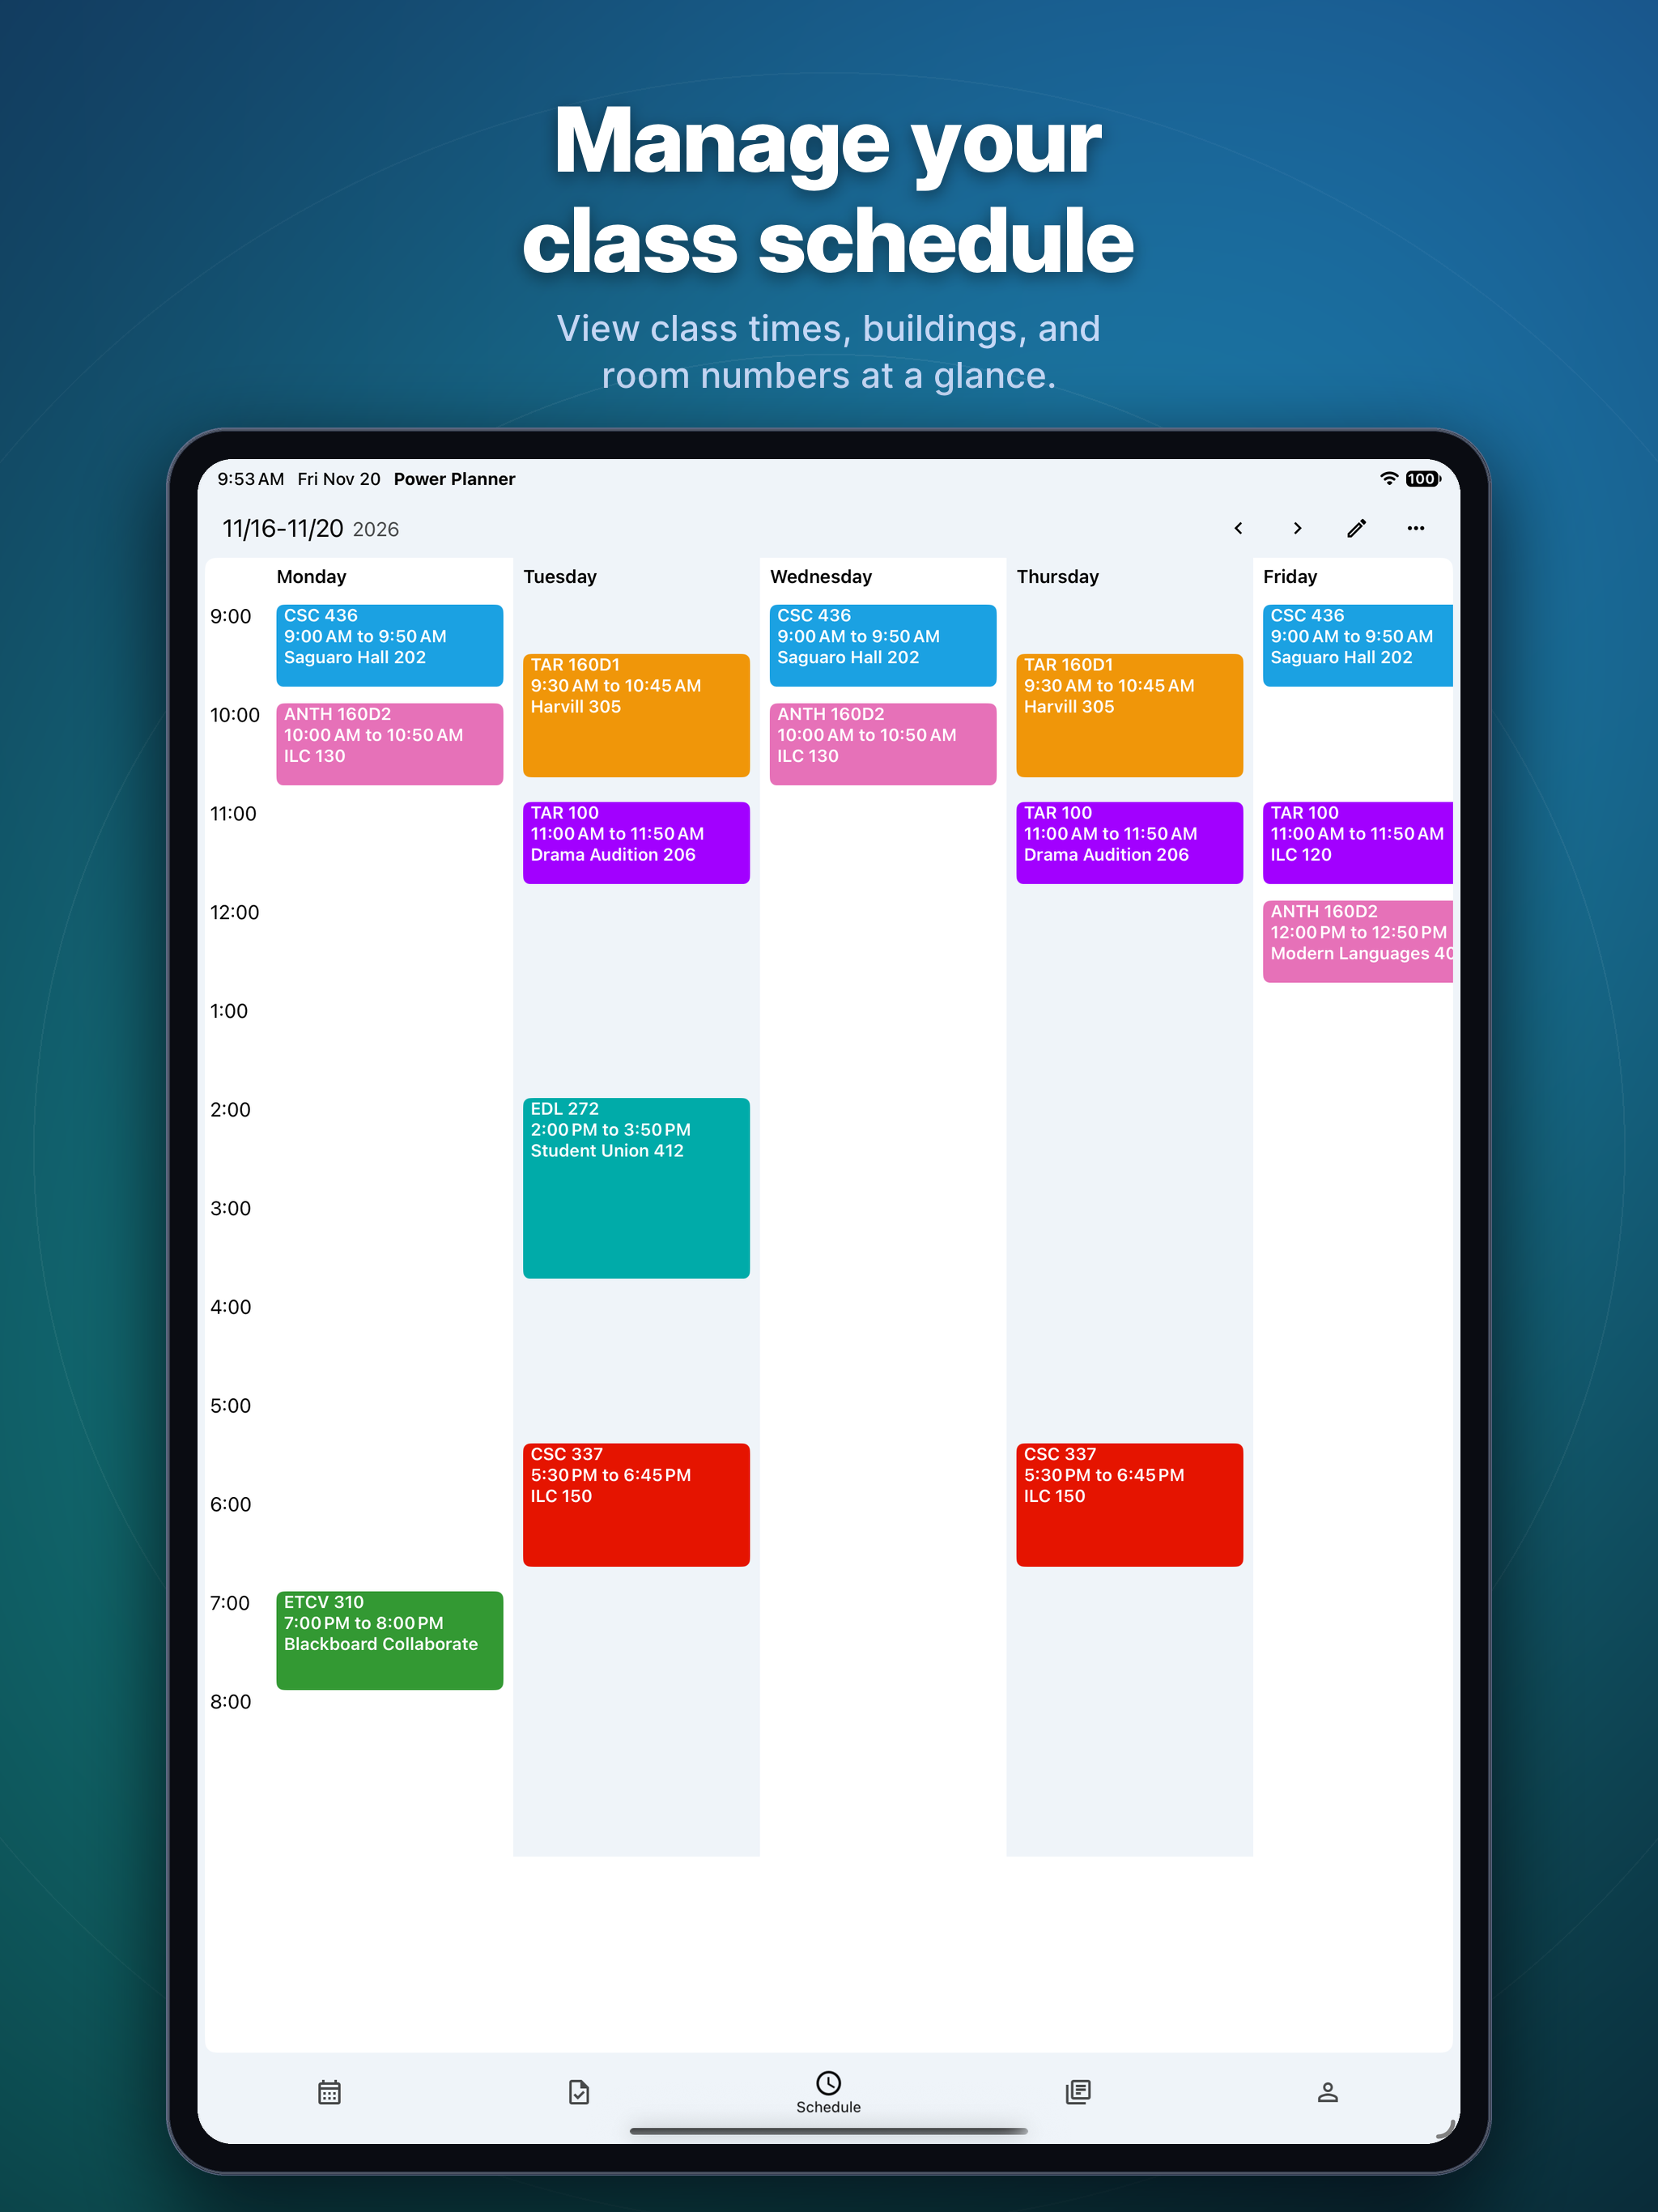 Manage your
class schedule
View class times, buildings, and
room numbers at a glance.
9:53 AM Fri Nov 20 Power Planner
100
11/16-11/20 2026
Monday
Tuesday
Wednesday
Thursday
Friday
9:00
10:00
11:00
12:00
1:00
2:00
3:00
4:00
5:00
6:00
7:00
8:00
CSC 436
9:00 AM to 9:50 AM
Saguaro Hall 202
ANTH 160D2
10:00 AM to 10:50 AM
ILC 130
ETCV 310
7:00 PM to 8:00 PM
Blackboard Collaborate
TAR 160D1
9:30 AM to 10:45 AM
Harvill 305
TAR 100
11:00 AM to 11:50 AM
Drama Audition 206
EDL 272
2:00 PM to 3:50 PM
Student Union 412
CSC 337
5:30 PM to 6:45 PM
ILC 150
CSC 436
9:00 AM to 9:50 AM
Saguaro Hall 202
ANTH 160D2
10:00 AM to 10:50 AM
ILC 130
TAR 160D1
9:30 AM to 10:45 AM
Harvill 305
TAR 100
11:00 AM to 11:50 AM
Drama Audition 206
CSC 337
5:30 PM to 6:45 PM
ILC 150
CSC 436
9:00 AM to 9:50 AM
Saguaro Hall 202
TAR 100
11:00 AM to 11:50 AM
ILC 120
ANTH 160D2
12:00 PM to 12:50 PM
Modern Languages
Schedule